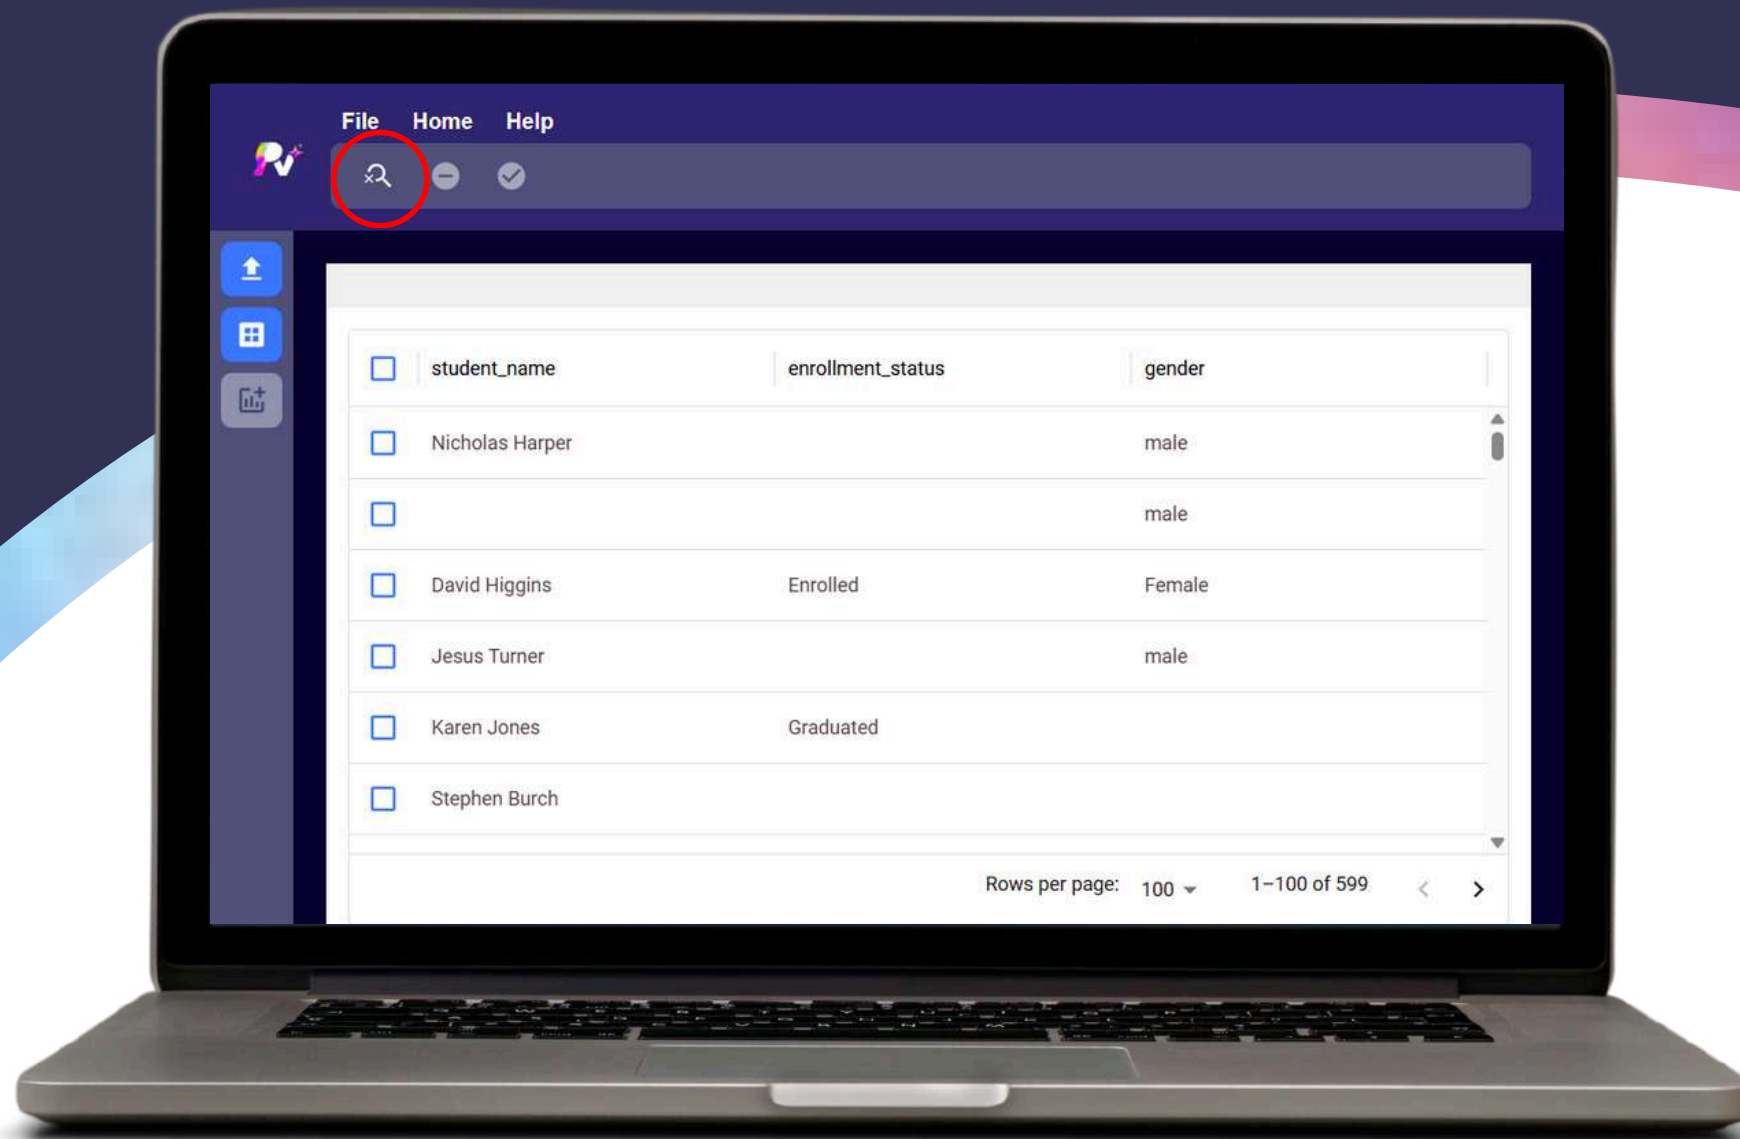 File Home Help
student_name enrollment_status gender
Nicholas Harper male
male
David Higgins Enrolled Female
Jesus Turner male
Karen Jones Graduated
Stephen Burch
Rows per page: 100 1–100 of 599